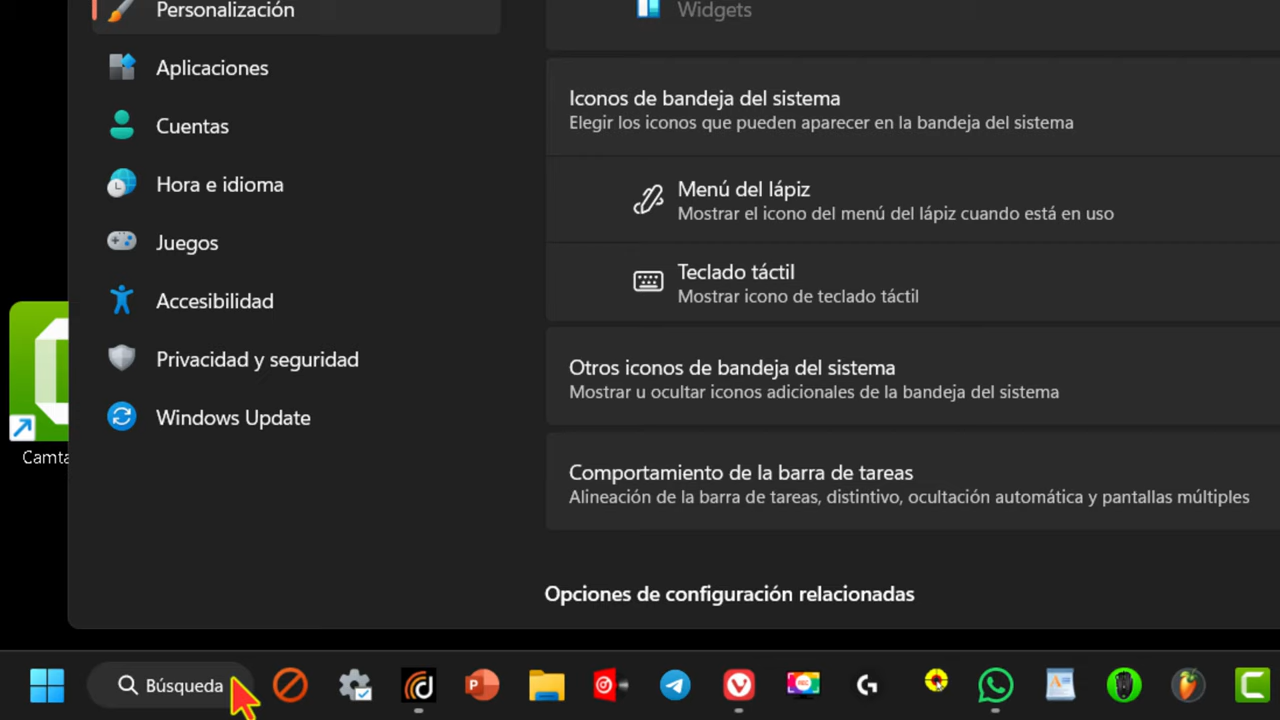 Personalización
Aplicaciones
Cuentas
Hora e idioma
Juegos
Accesibilidad
Privacidad y seguridad
Windows Update
Widgets
Iconos de bandeja del sistema
Elegir los iconos que pueden aparecer en la bandeja del sistema
Menú del lápiz
Mostrar el icono del menú del lápiz cuando está en uso
Teclado táctil
Mostrar icono de teclado táctil
Otros iconos de bandeja del sistema
Mostrar u ocultar iconos adicionales de la bandeja del sistema
Comportamiento de la barra de tareas
Alineación de la barra de tareas, distintivo, ocultación automática y pantallas múltiples
Opciones de configuración relacionadas
Camta
Búsqueda